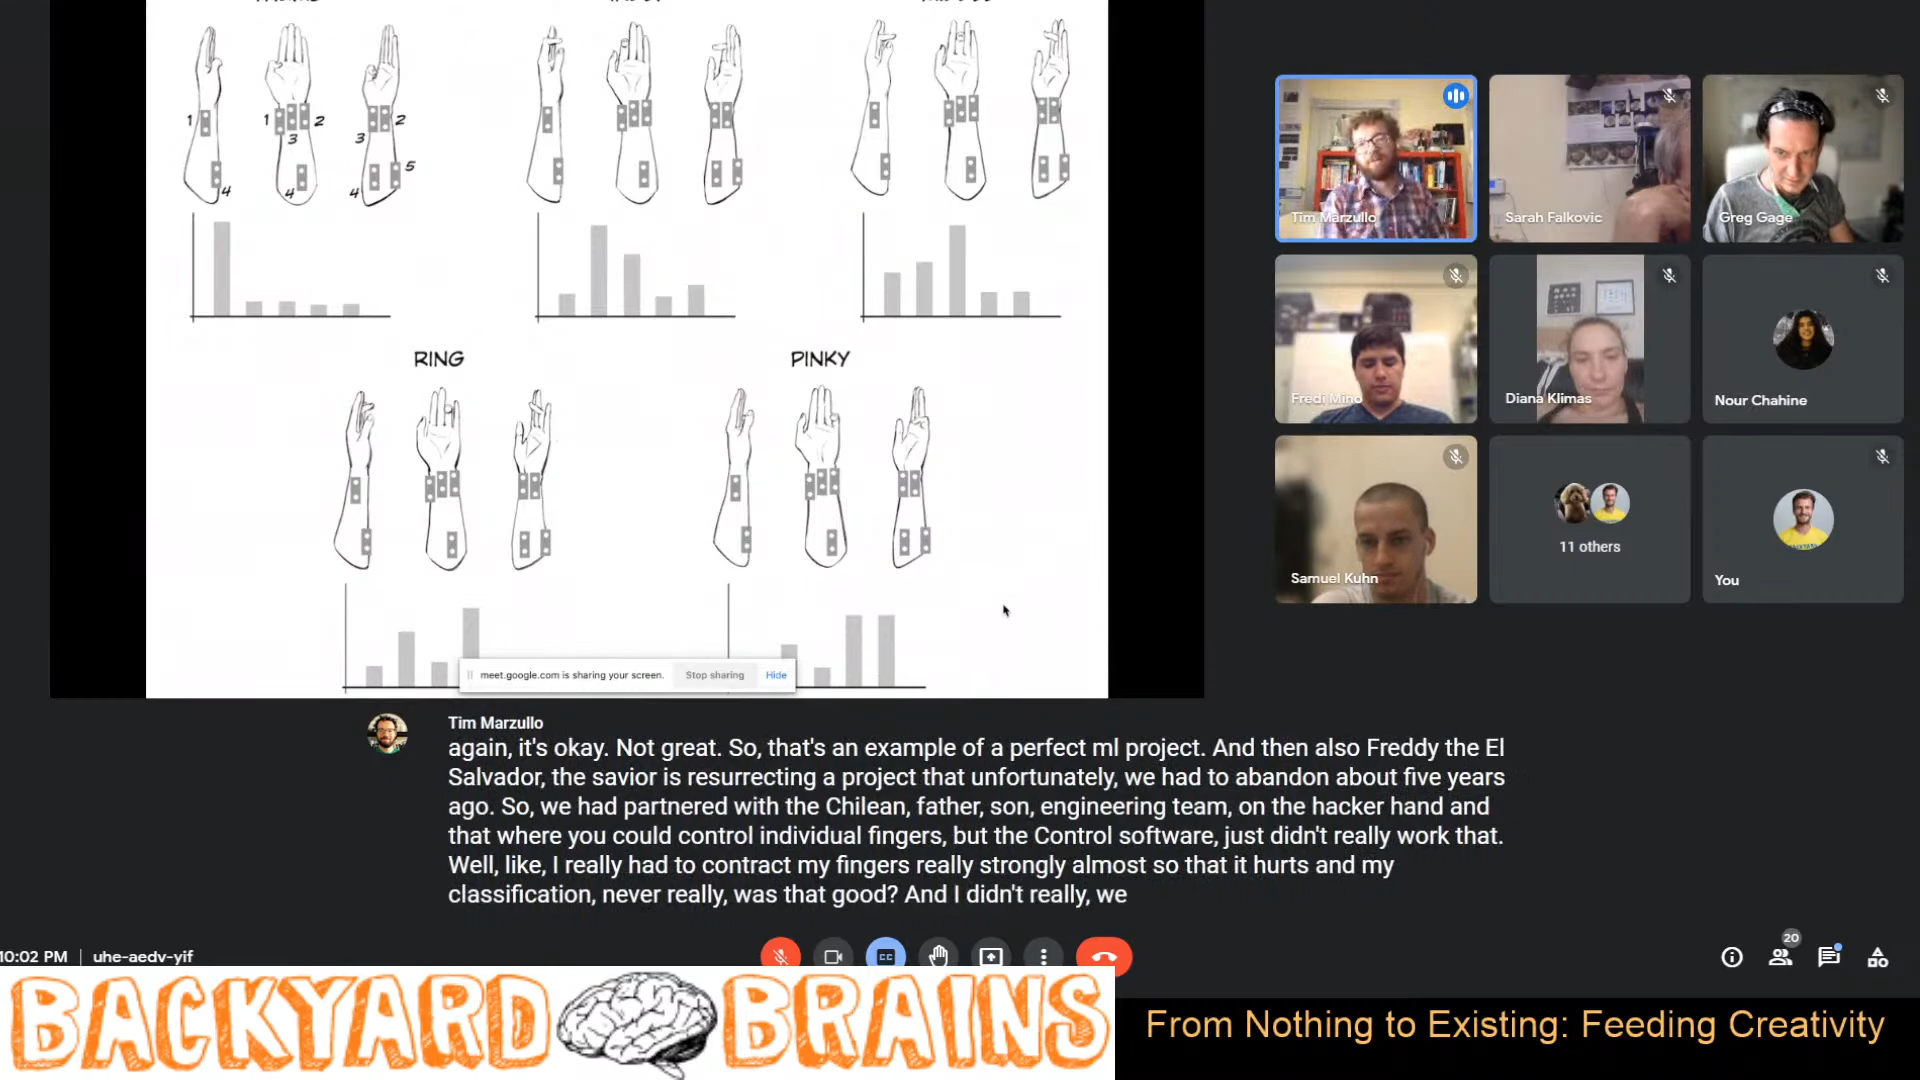 1
1
2
3
2
3
4
4
4
5
RING
PINKY
meet.google.com is sharing your screen.
Stop sharing
Hide
Tim Marzullo
Sarah Falkovic
Greg Gage
Fredi Mino
Diana Klimas
Nour Chahine
Samuel Kuhn
11 others
You
Tim Marzullo
again, it's okay. Not great. So, that's an example of a perfect ml project. And then also Freddy the El
Salvador, the savior is resurrecting a project that unfortunately, we had to abandon about five years
ago. So, we had partnered with the Chilean, father, son, engineering team, on the hacker hand and
that where you could control individual fingers, but the Control software, just didn't really work that.
Well, like, I really had to contract my fingers really strongly almost so that it hurts and my
classification, never really, was that good? And I didn't really, we
10:02 PM | uhe-aedv-yif
CC
20
BACKYARD BRAINS
From Nothing to Existing: Feeding Creativity